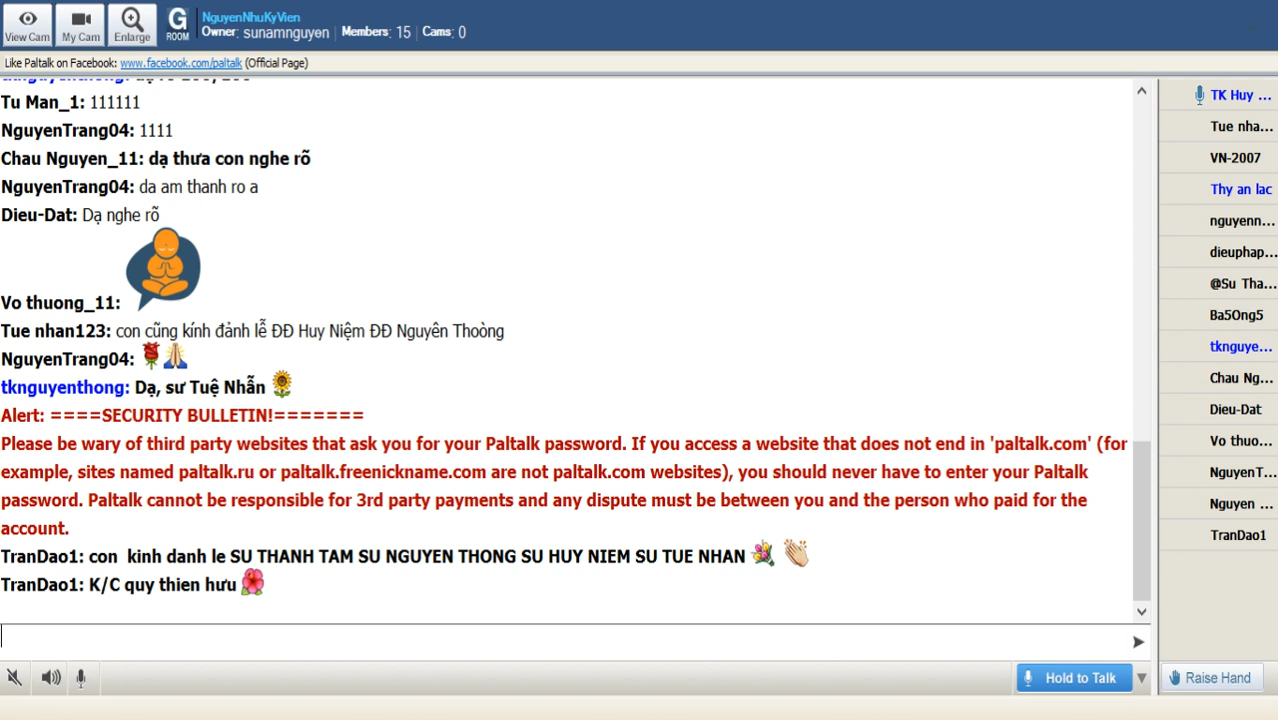 View Cam
My Cam
Enlarge
G
ROOM
NguyenNhuKyVien
Owner: sunamnguyen Members: 15 Cams: 0
Like Paltalk on Facebook: www.facebook.com/paltalk (Official Page)
Tu Man_1: 111111
NguyenTrang04: 1111
Chau Nguyen_11: dạ thưa con nghe rõ
NguyenTrang04: da am thanh ro a
Dieu-Dat: Dạ nghe rõ
Vo thuong_11:
Tue nhan123: con cũng kính đảnh lễ ĐĐ Huy Niệm ĐĐ Nguyên Thoòng
NguyenTrang04:
tknguyenthong: Dạ, sư Tuệ Nhẫn
Alert: ====SECURITY BULLETIN!=======
Please be wary of third party websites that ask you for your Paltalk password. If you access a website that does not end in 'paltalk.com' (for
example, sites named paltalk.ru or paltalk.freenickname.com are not paltalk.com websites), you should never have to enter your Paltalk
password. Paltalk cannot be responsible for 3rd party payments and any dispute must be between you and the person who paid for the
account.
TranDao1: con kinh danh le SU THANH TAM SU NGUYEN THONG SU HUY NIEM SU TUE NHAN
TranDao1: K/C quy thien hưu
Hold to Talk
TK Huy ...
Tue nha...
VN-2007
Thy an lac
nguyenn...
dieuphap...
@Su Tha...
Ba5Ong5
tknguye...
Chau Ng...
Dieu-Dat
Vo thuo...
NguyenT...
Nguyen ...
TranDao1
Raise Hand